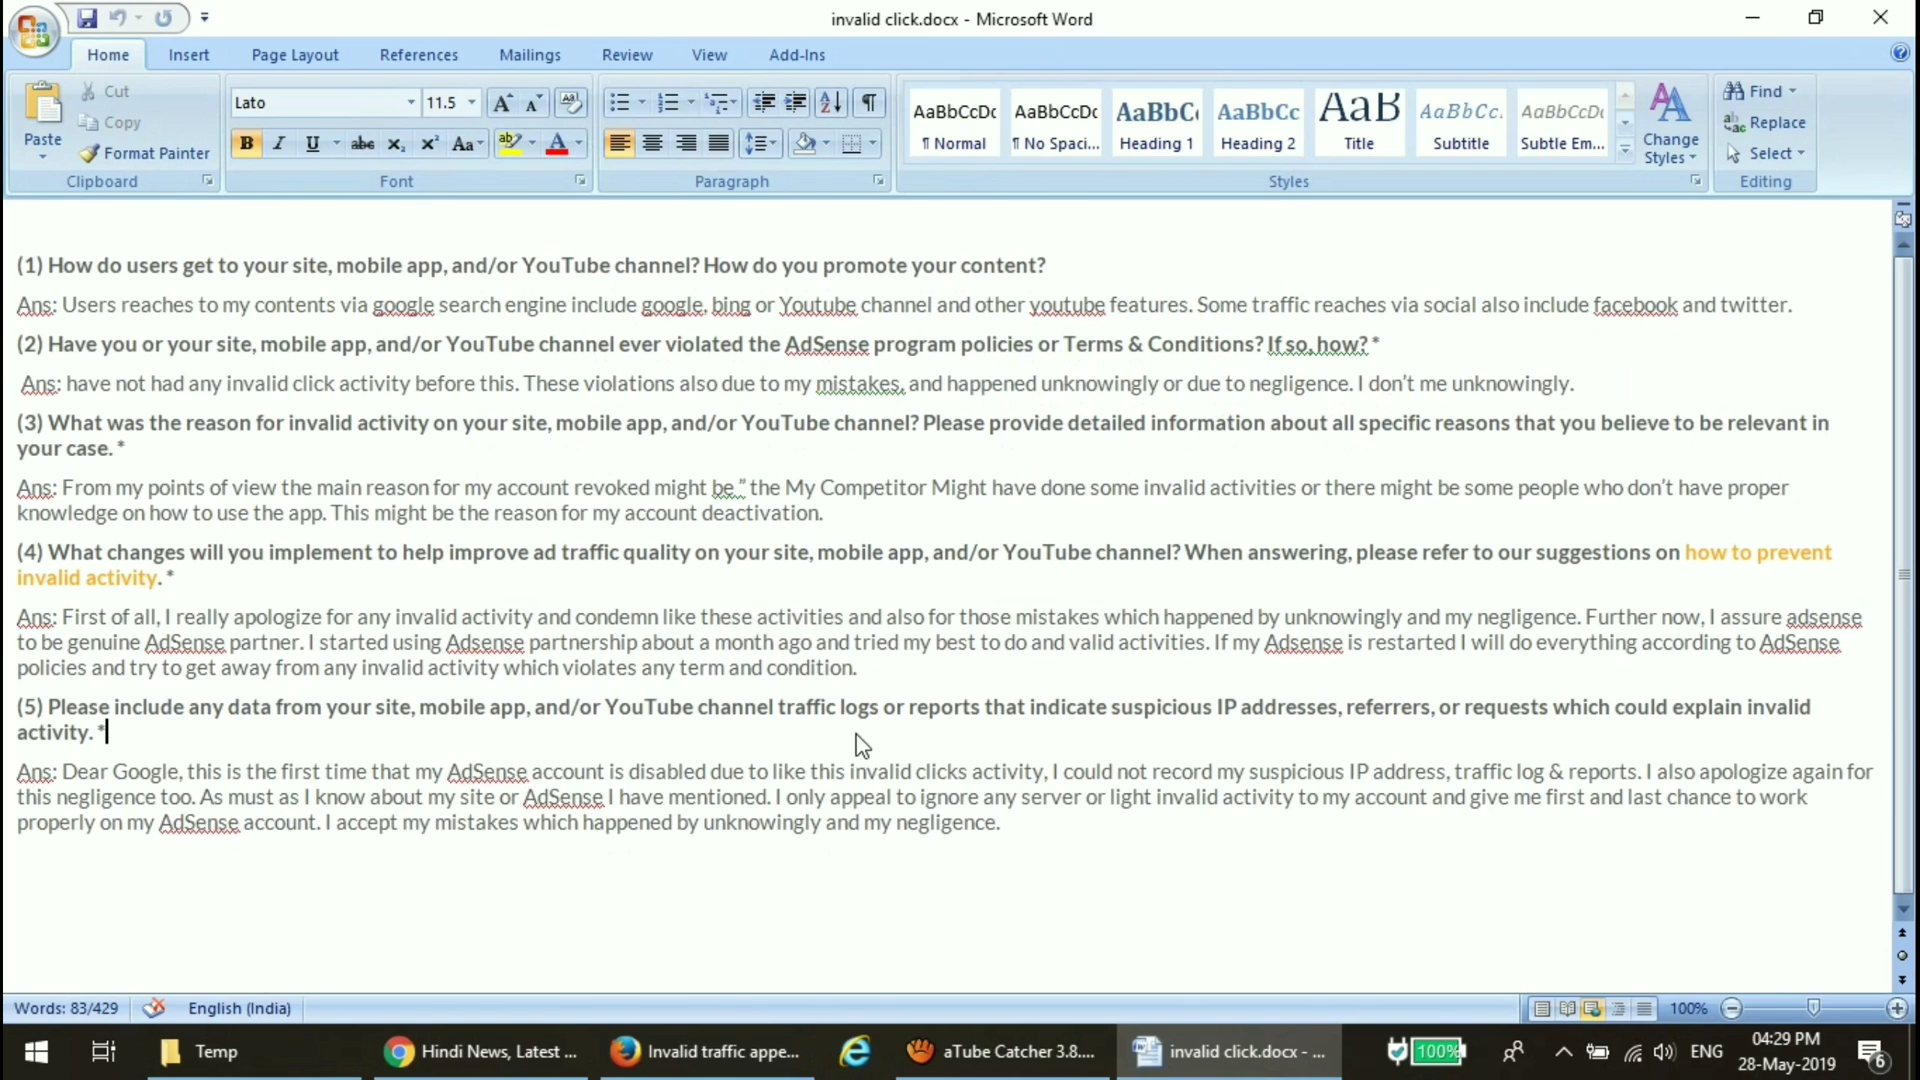 invalid click.docx - Microsoft Word
Home Insert Page Layout References Mailings Review View Add-Ins
Paste
Cut
Copy
Format Painter
Clipboard
Lato 11.5
Font
Paragraph
AaBbCcDc AaBbCcDc AaBbC AaBbCc AaB AaBbCc. AaBbCcDc
¶ Normal ¶ No Spaci... Heading 1 Heading 2 Title Subtitle Subtle Em...
Change Styles
Styles
Find
Replace
Select
Editing
(1) How do users get to your site, mobile app, and/or YouTube channel? How do you promote your content?
Ans: Users reaches to my contents via google search engine include google, bing or Youtube channel and other youtube features. Some traffic reaches via social also include facebook and twitter.
(2) Have you or your site, mobile app, and/or YouTube channel ever violated the AdSense program policies or Terms & Conditions? If so, how? *
Ans: have not had any invalid click activity before this. These violations also due to my mistakes, and happened unknowingly or due to negligence. I don’t me unknowingly.
(3) What was the reason for invalid activity on your site, mobile app, and/or YouTube channel? Please provide detailed information about all specific reasons that you believe to be relevant in
your case. *
Ans: From my points of view the main reason for my account revoked might be,” the My Competitor Might have done some invalid activities or there might be some people who don’t have proper
knowledge on how to use the app. This might be the reason for my account deactivation.
(4) What changes will you implement to help improve ad traffic quality on your site, mobile app, and/or YouTube channel? When answering, please refer to our suggestions on how to prevent
invalid activity. *
Ans: First of all, I really apologize for any invalid activity and condemn like these activities and also for those mistakes which happened by unknowingly and my negligence. Further now, I assure adsense
to be genuine AdSense partner. I started using Adsense partnership about a month ago and tried my best to do and valid activities. If my Adsense is restarted I will do everything according to AdSense
policies and try to get away from any invalid activity which violates any term and condition.
(5) Please include any data from your site, mobile app, and/or YouTube channel traffic logs or reports that indicate suspicious IP addresses, referrers, or requests which could explain invalid
activity. *
Ans: Dear Google, this is the first time that my AdSense account is disabled due to like this invalid clicks activity, I could not record my suspicious IP address, traffic log & reports. I also apologize again for
this negligence too. As must as I know about my site or AdSense I have mentioned. I only appeal to ignore any server or light invalid activity to my account and give me first and last chance to work
properly on my AdSense account. I accept my mistakes which happened by unknowingly and my negligence.
Words: 83/429 English (India) 100%
Temp Hindi News, Latest ... Invalid traffic appe... aTube Catcher 3.8.... invalid click.docx - ... 100% ENG 04:29 PM
28-May-2019 6